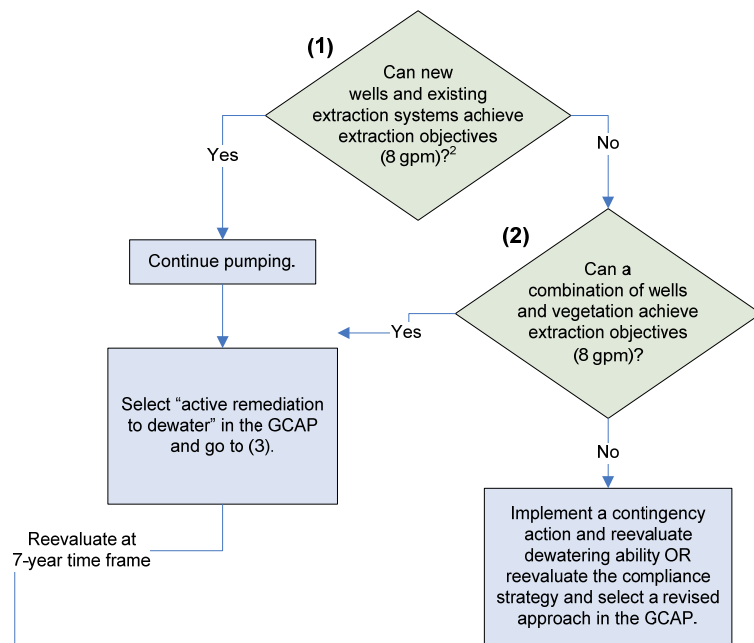 (1)
Can new
wells and existing
extraction systems achieve
extraction objectives
(8 gpm)?²
Yes
No
Continue pumping.
(2)
Can a
combination of wells
and vegetation achieve
extraction objectives
(8 gpm)?
Yes
No
Select “active remediation
to dewater” in the GCAP
and go to (3).
Reevaluate at
7-year time frame
Implement a contingency
action and reevaluate
dewatering ability OR
reevaluate the compliance
strategy and select a revised
approach in the GCAP.